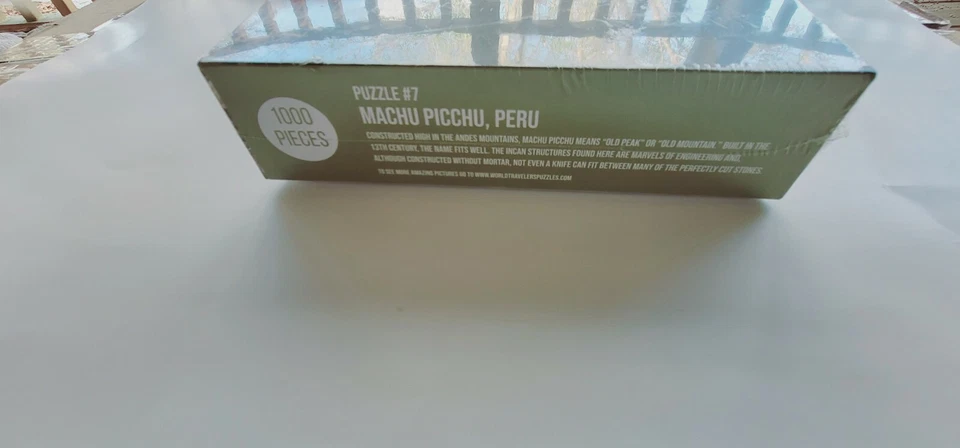 1000
PIECES
PUZZLE #7
MACHU PICCHU, PERU
CONSTRUCTED HIGH IN THE ANDES MOUNTAINS, MACHU PICCHU MEANS "OLD PEAK" OR "OLD MOUNTAIN." BUILT IN THE
13TH CENTURY, THE NAME FITS WELL. THE INCAN STRUCTURES FOUND HERE ARE MARVELS OF ENGINEERING AND,
ALTHOUGH CONSTRUCTED WITHOUT MORTAR, NOT EVEN A KNIFE CAN FIT BETWEEN MANY OF THE PERFECTLY CUT STONES.
TO SEE MORE AMAZING PICTURES GO TO WWW.WORLDTRAVELERSPUZZLES.COM